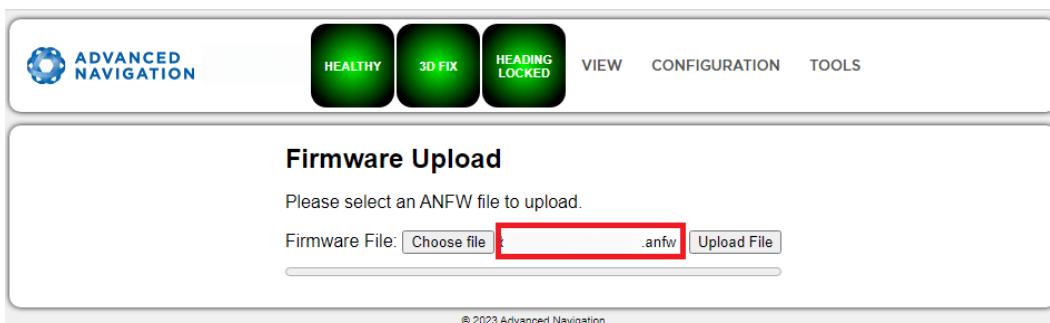 ADVANCED
NAVIGATION
HEALTHY
3D FIX
HEADING
LOCKED
VIEW
CONFIGURATION
TOOLS
Firmware Upload
Please select an ANFW file to upload.
Firmware File: Choose file .anfw Upload File
© 2023 Advanced Navigation